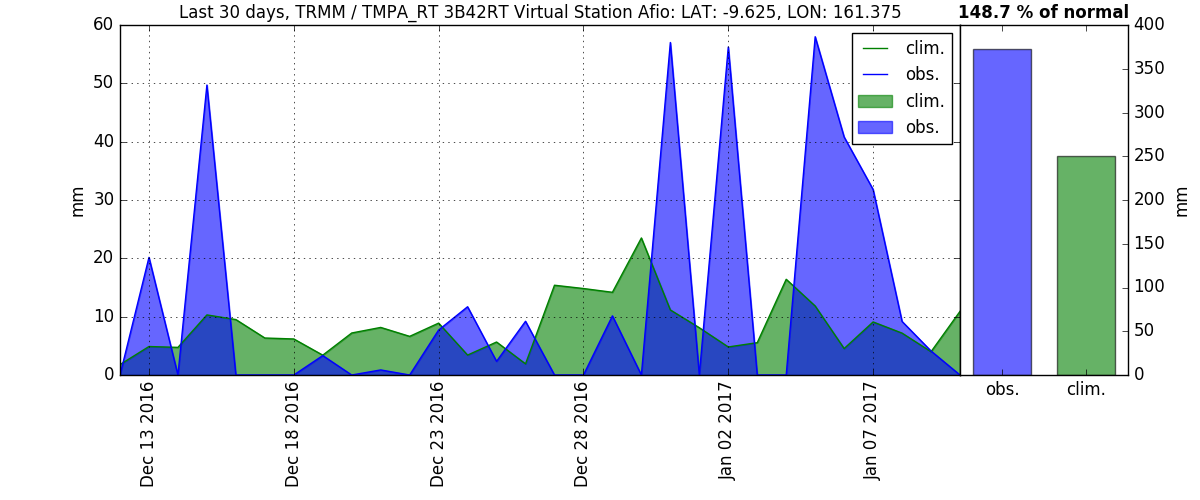 Last 30 days, TRMM / TMPA_RT 3B42RT Virtual Station Afio: LAT: -9.625, LON: 161.375
148.7 % of normal
60
50
40
30
20
10
0
mm
clim.
obs.
clim.
obs.
400
350
300
250
200
150
100
50
0
mm
obs.
clim.
Dec 13 2016
Dec 18 2016
Dec 23 2016
Dec 28 2016
Jan 02 2017
Jan 07 2017